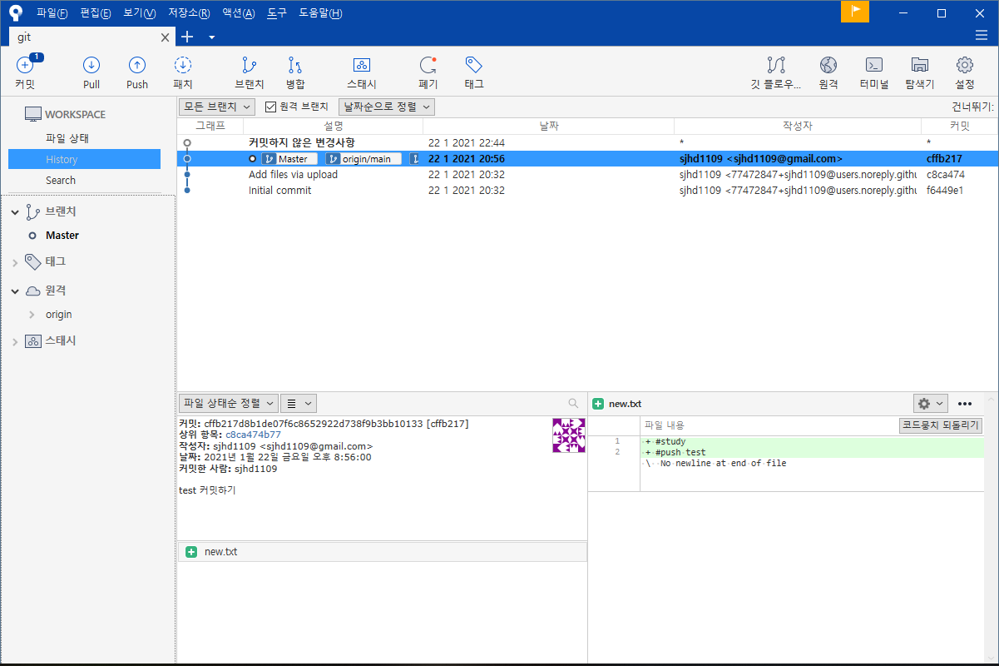 파일(F) 편집(E) 보기(V) 저장소(R) 액션(A) 도구 도움말(H)
git
1
커밋 Pull Push 패치 브랜치 병합 스태시 폐기 태그 깃 플로우... 원격 터미널 탐색기 설정
WORKSPACE
파일 상태
History
Search
브랜치
Master
태그
원격
origin
스태시
모든 브랜치 원격 브랜치 날짜순으로 정렬 건너뛰기:
그래프 설명 날짜 작성자 커밋
커밋하지 않은 변경사항 22 1 2021 22:44 * *
Master origin/main 22 1 2021 20:56 sjhd1109 <sjhd1109@gmail.com> cffb217
Add files via upload 22 1 2021 20:32 sjhd1109 <77472847+sjhd1109@users.noreply.githu c8ca474
Initial commit 22 1 2021 20:32 sjhd1109 <77472847+sjhd1109@users.noreply.githu f6449e1
파일 상태순 정렬
커밋: cffb217d8b1de07f6c8652922d738f9b3bb10133 [cffb217]
상위 항목: c8ca474b77
작성자: sjhd1109 <sjhd1109@gmail.com>
날짜: 2021년 1월 22일 금요일 오후 8:56:00
커밋한 사람: sjhd1109
test 커밋하기
new.txt
new.txt
파일 내용 코드뭉치 되돌리기
1 + #study
2 + #push test
\ No newline at end of file